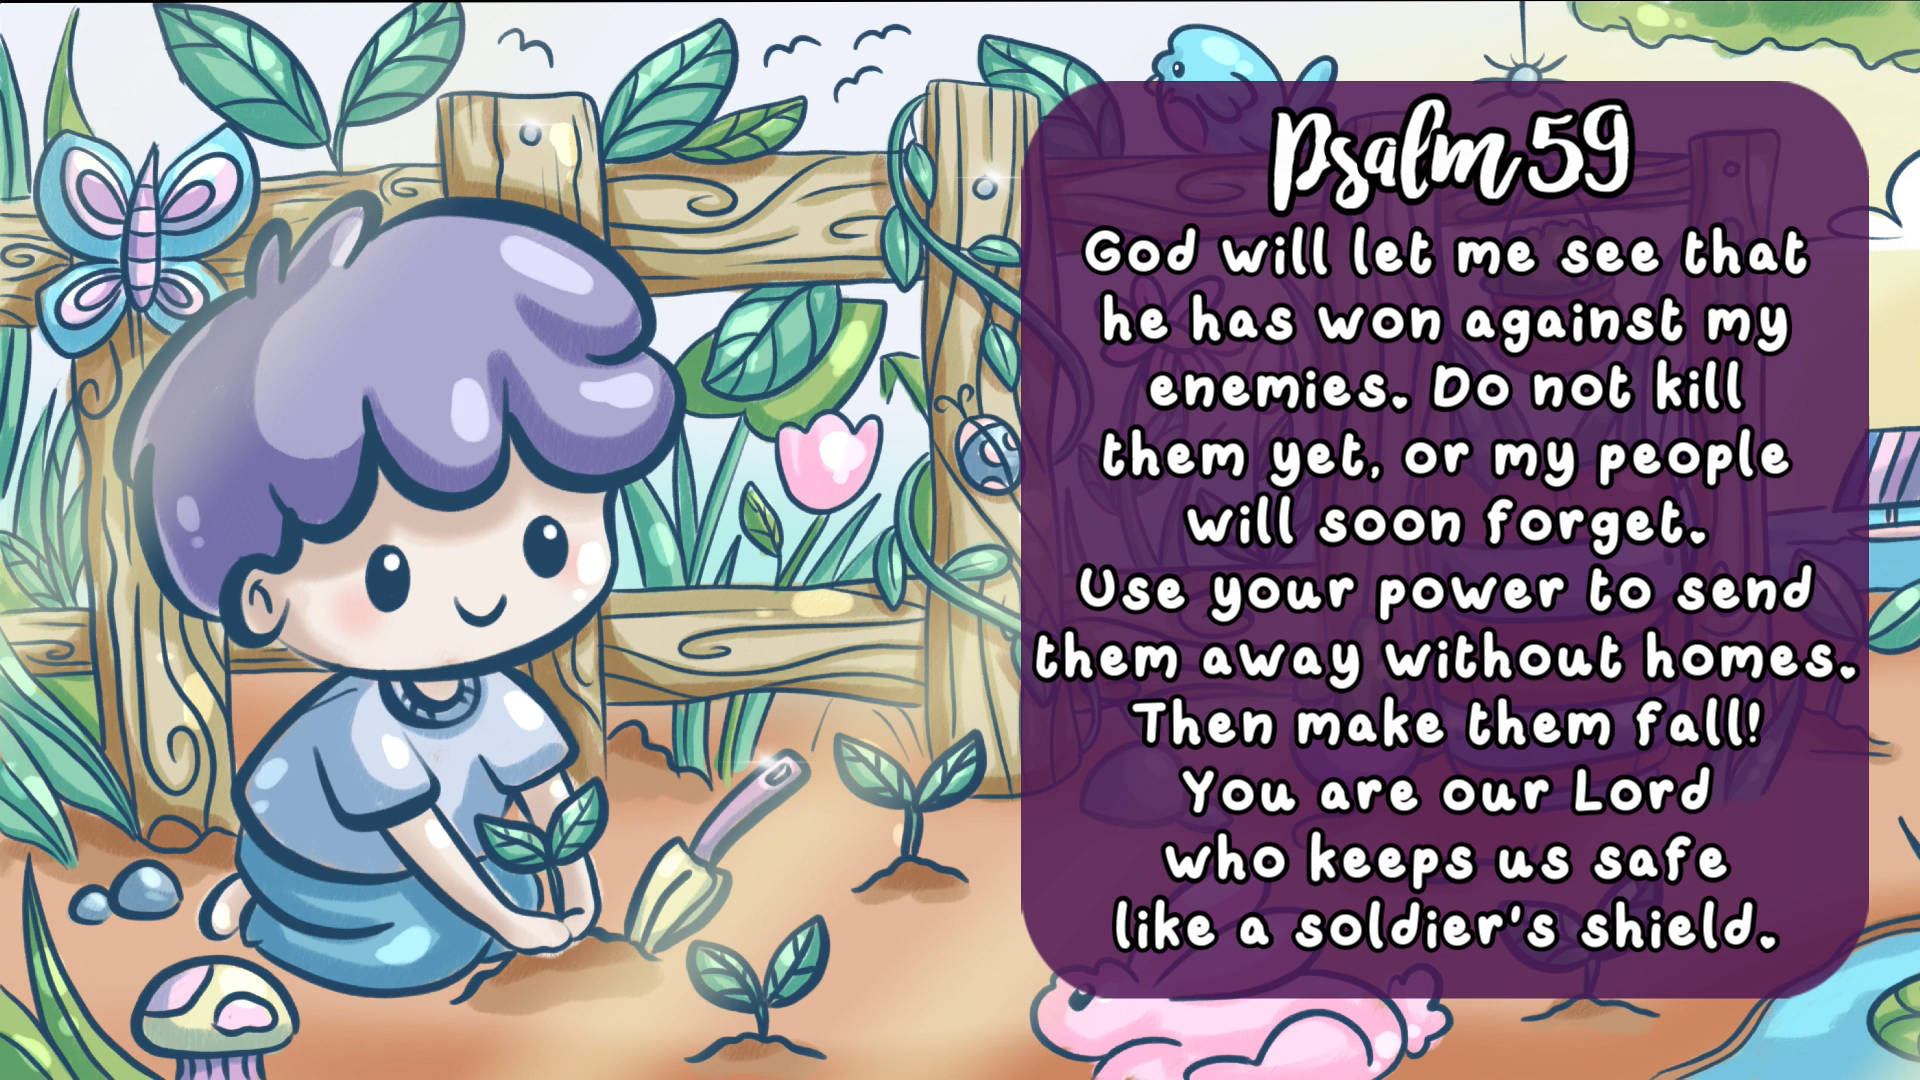 Psalm 59
God will let me see that
he has won against my
enemies. Do not kill
them yet, or my people
will soon forget.
Use your power to send
them away without homes.
Then make them fall!
You are our Lord
who keeps us safe
like a soldier's shield.